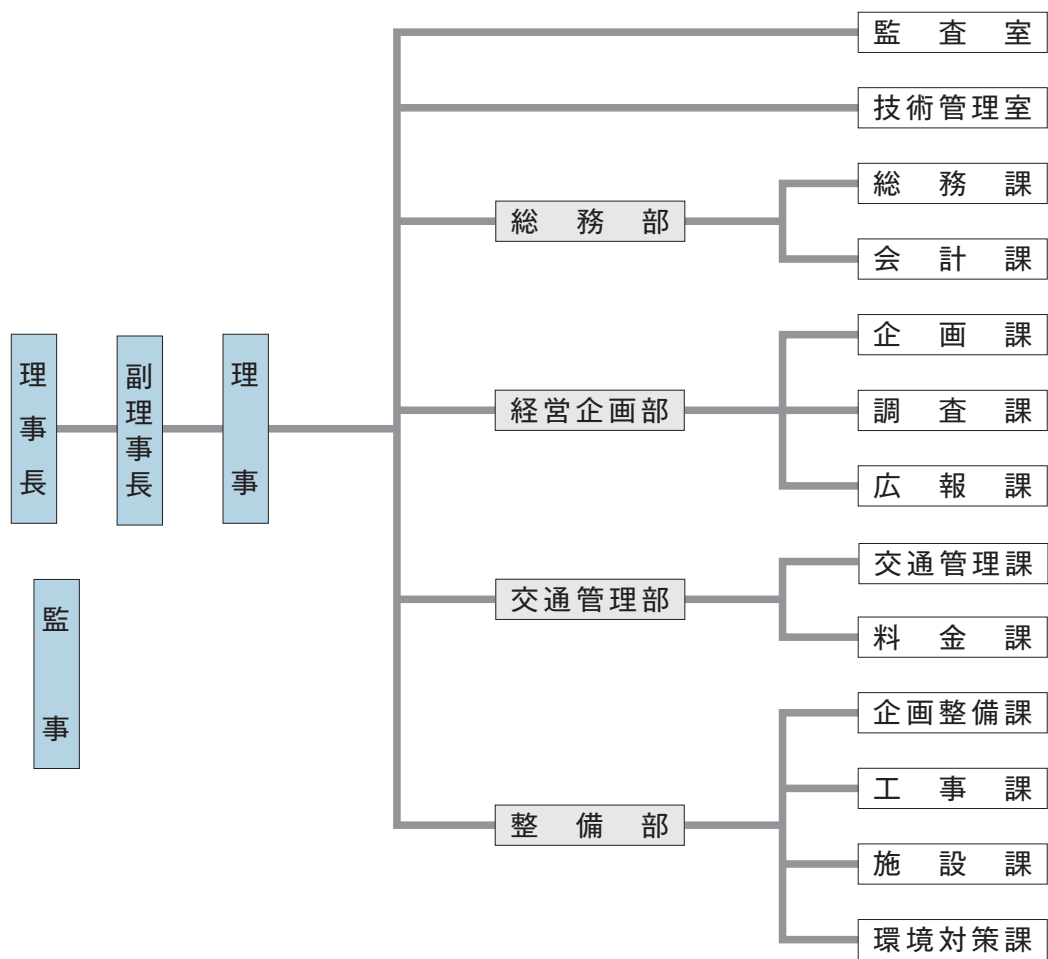 監査室
技術管理室
総務課
総務部
会計課
企画課
理事長
副理事長
理事
経営企画部
調査課
広報課
交通管理課
監事
交通管理部
料金課
企画整備課
工事課
整備部
施設課
環境対策課